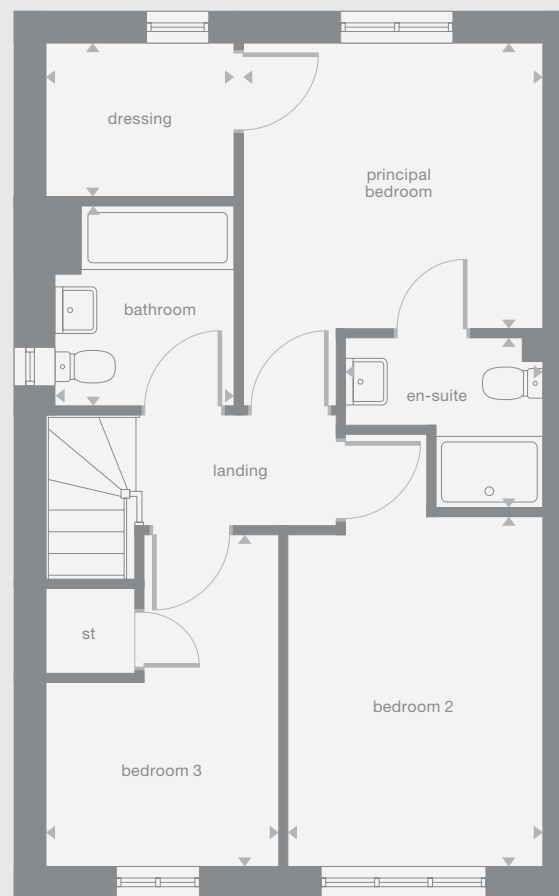 dressing
principal
bedroom
bathroom
en-suite
landing
st
bedroom 2
bedroom 3